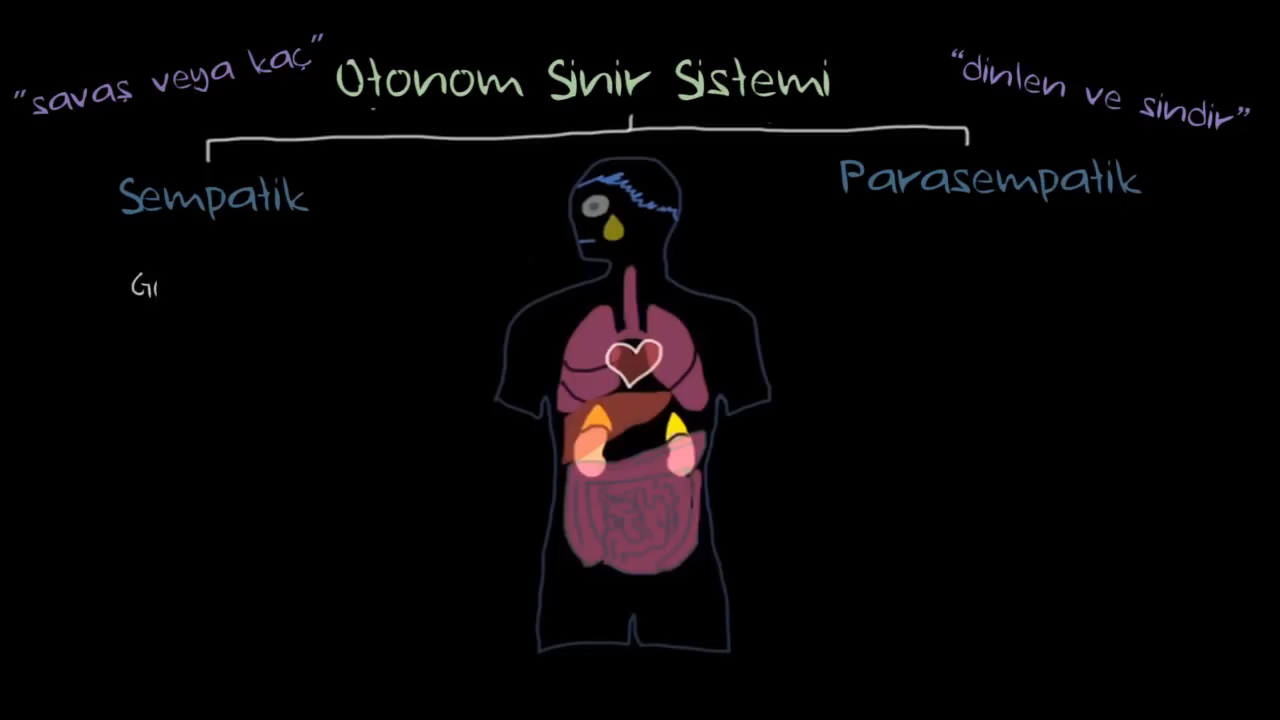 "savaş veya kaç"
Otonom Sinir Sistemi
"dinlen ve sindir"
Sempatik
Parasempatik